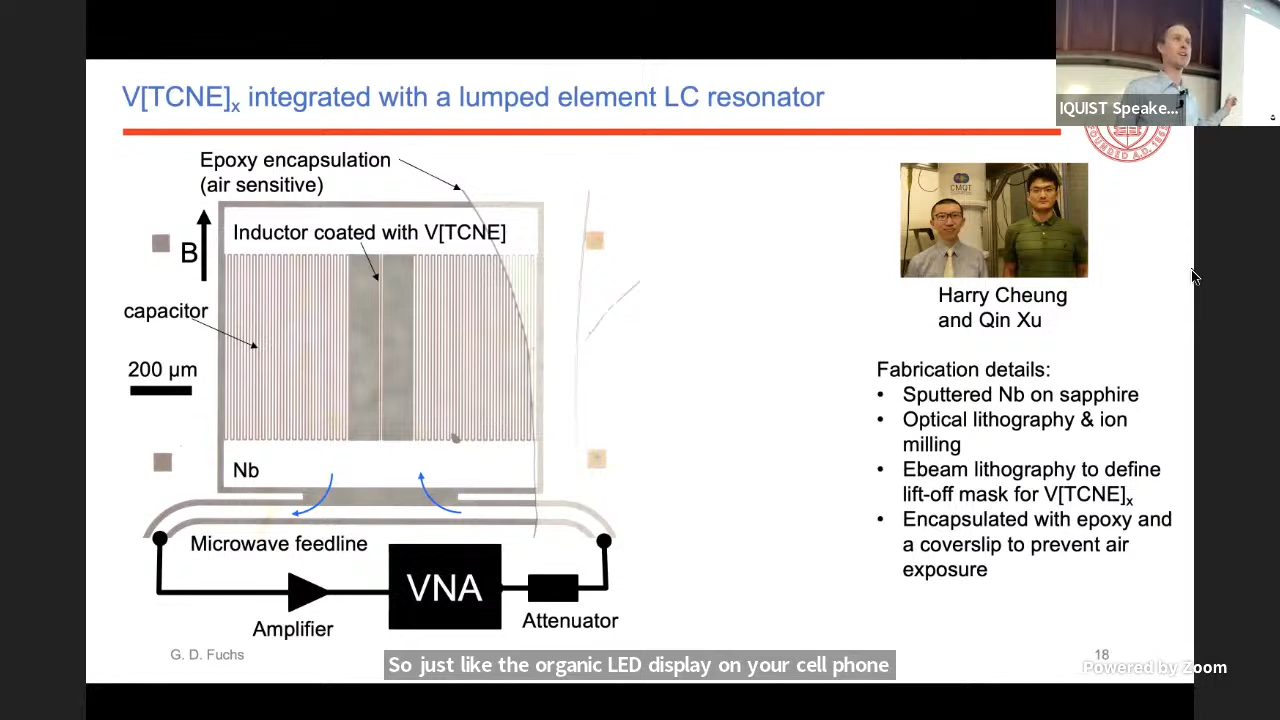 IQUIST Speake...
V[TCNE]x integrated with a lumped element LC resonator
FOUNDED A.D. 186
Epoxy encapsulation
(air sensitive)
B
Inductor coated with V[TCNE]
capacitor
200 µm
Nb
Microwave feedline
VNA
Amplifier
Attenuator
CMQT
Harry Cheung
and Qin Xu
Fabrication details:
• Sputtered Nb on sapphire
• Optical lithography & ion
milling
• Ebeam lithography to define
lift-off mask for V[TCNE]x
• Encapsulated with epoxy and
a coverslip to prevent air
exposure
G. D. Fuchs
18
So just like the organic LED display on your cell phone
Powered by Zoom